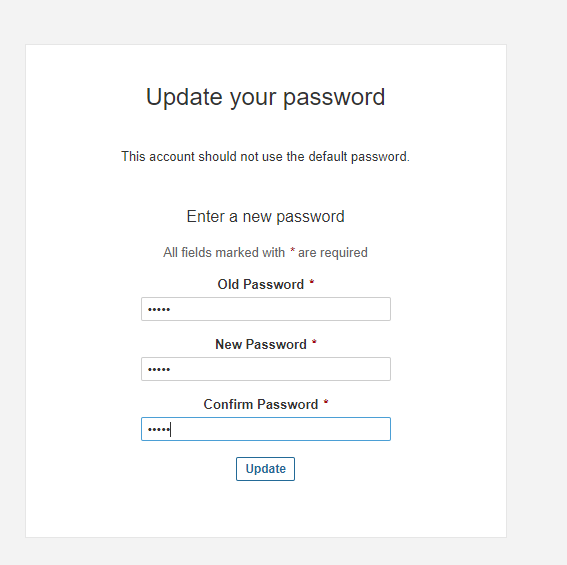 Update your password
This account should not use the default password.
Enter a new password
All fields marked with * are required
Old Password *
•••••
New Password *
•••••
Confirm Password *
•••••
Update